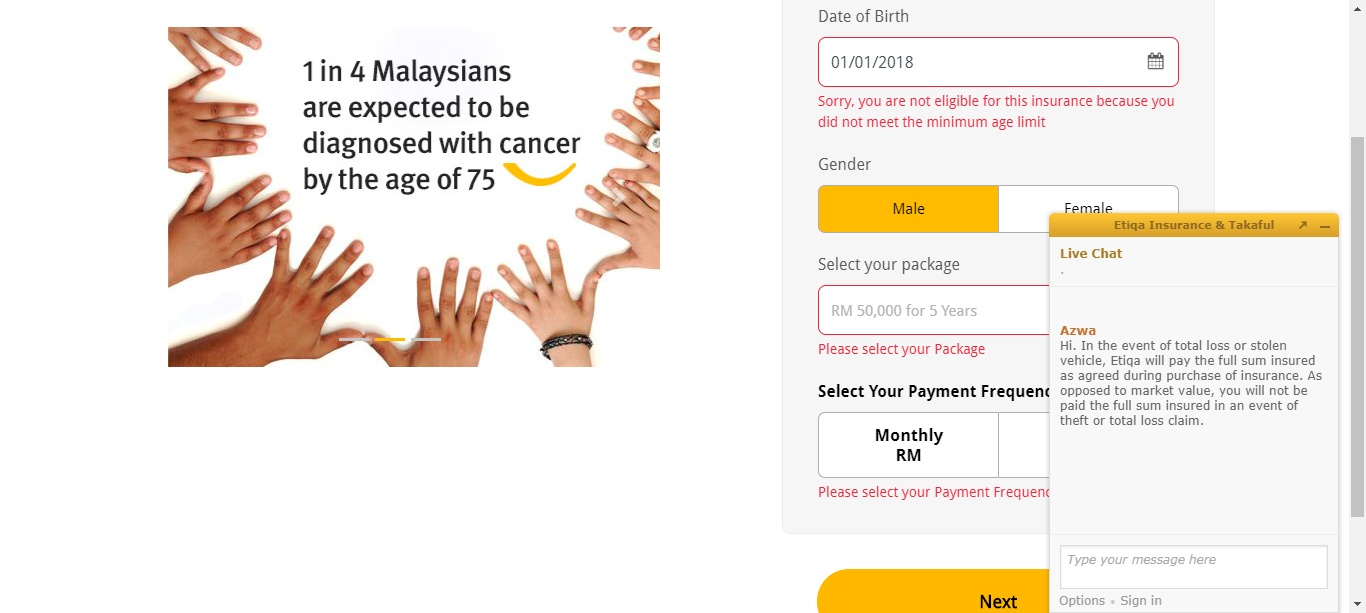 1 in 4 Malaysians
are expected to be
diagnosed with cancer
by the age of 75
Date of Birth
01/01/2018
Sorry, you are not eligible for this insurance because you
did not meet the minimum age limit
Gender
Male
Female
Select your package
RM 50,000 for 5 Years
Please select your Package
Select Your Payment Frequenc
Monthly
RM
Please select your Payment Frequenc
Next
Etiqa Insurance & Takaful
Live Chat
.
Azwa
Hi. In the event of total loss or stolen
vehicle, Etiqa will pay the full sum insured
as agreed during purchase of insurance. As
opposed to market value, you will not be
paid the full sum insured in an event of
theft or total loss claim.
Type your message here
Options • Sign in